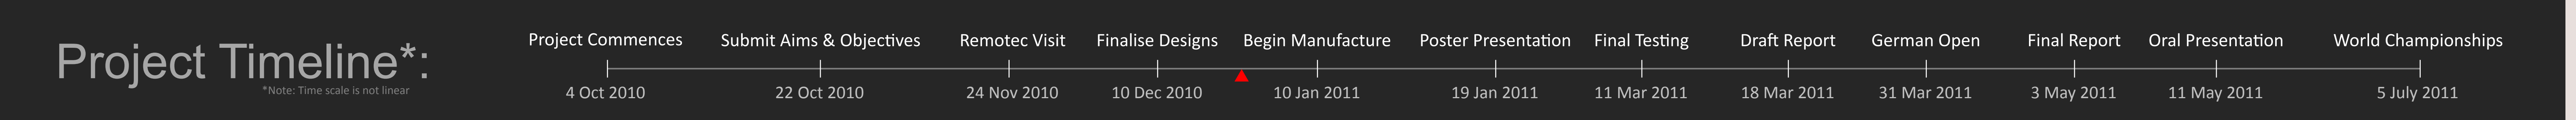 Project Timeline*:
*Note: Time scale is not linear
Project Commences
4 Oct 2010
Submit Aims & Objectives
22 Oct 2010
Remotec Visit
24 Nov 2010
Finalise Designs
10 Dec 2010
Begin Manufacture
10 Jan 2011
Poster Presentation
19 Jan 2011
Final Testing
11 Mar 2011
Draft Report
18 Mar 2011
German Open
31 Mar 2011
Final Report
3 May 2011
Oral Presentation
11 May 2011
World Championships
5 July 2011